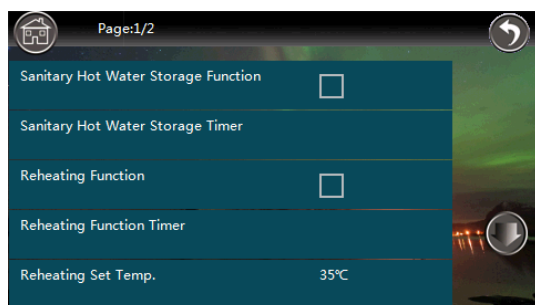 Page:1/2
Sanitary Hot Water Storage Function
Sanitary Hot Water Storage Timer
Reheating Function
Reheating Function Timer
Reheating Set Temp. 35℃